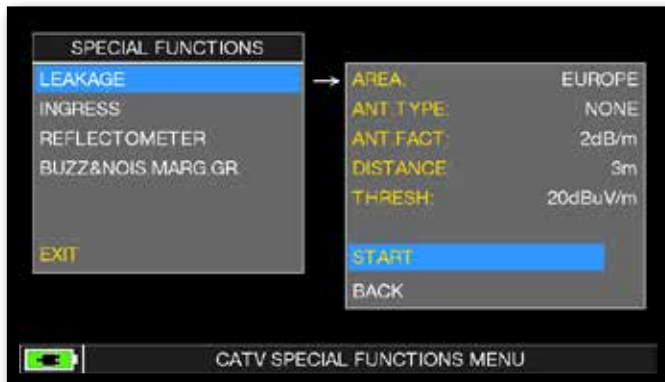 SPECIAL FUNCTIONS
LEAKAGE
INGRESS
REFLECTOMETER
BUZZ&NOIS.MARG.GR.
EXIT
→ AREA: EUROPE
ANT.TYPE: NONE
ANT.FACT: 2dB/m
DISTANCE 3m
THRESH: 20dBuV/m
START
BACK
CATV SPECIAL FUNCTIONS MENU